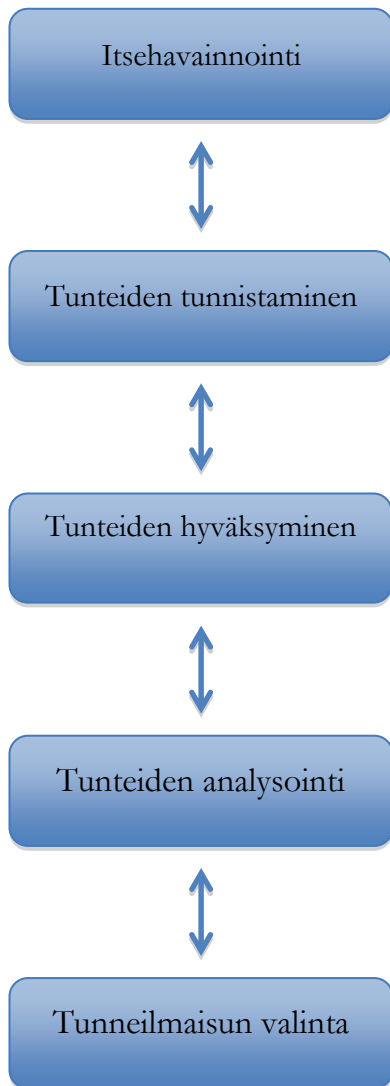 Itsehavainnointi
Tunteiden tunnistaminen
Tunteiden hyväksyminen
Tunteiden analysointi
Tunneilmaisun valinta